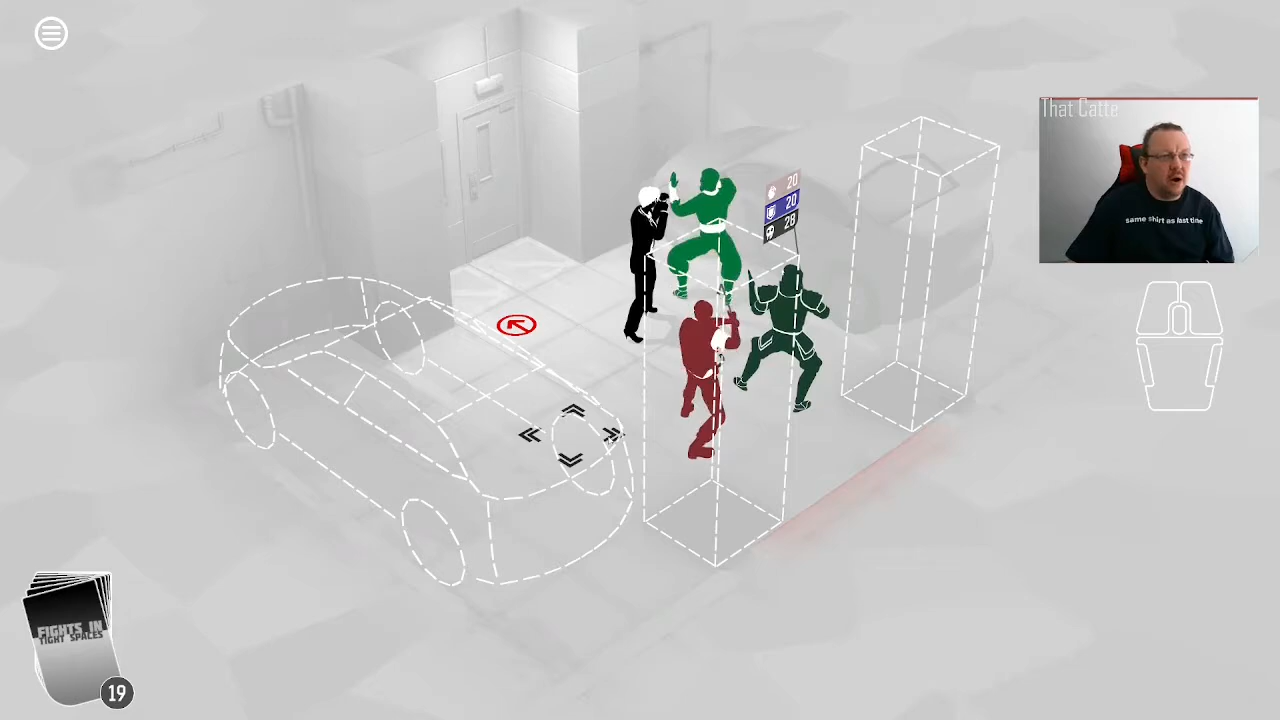 That Catte
same shirt as last time
20
20
28
FIGHTS IN
TIGHT SPACES
19